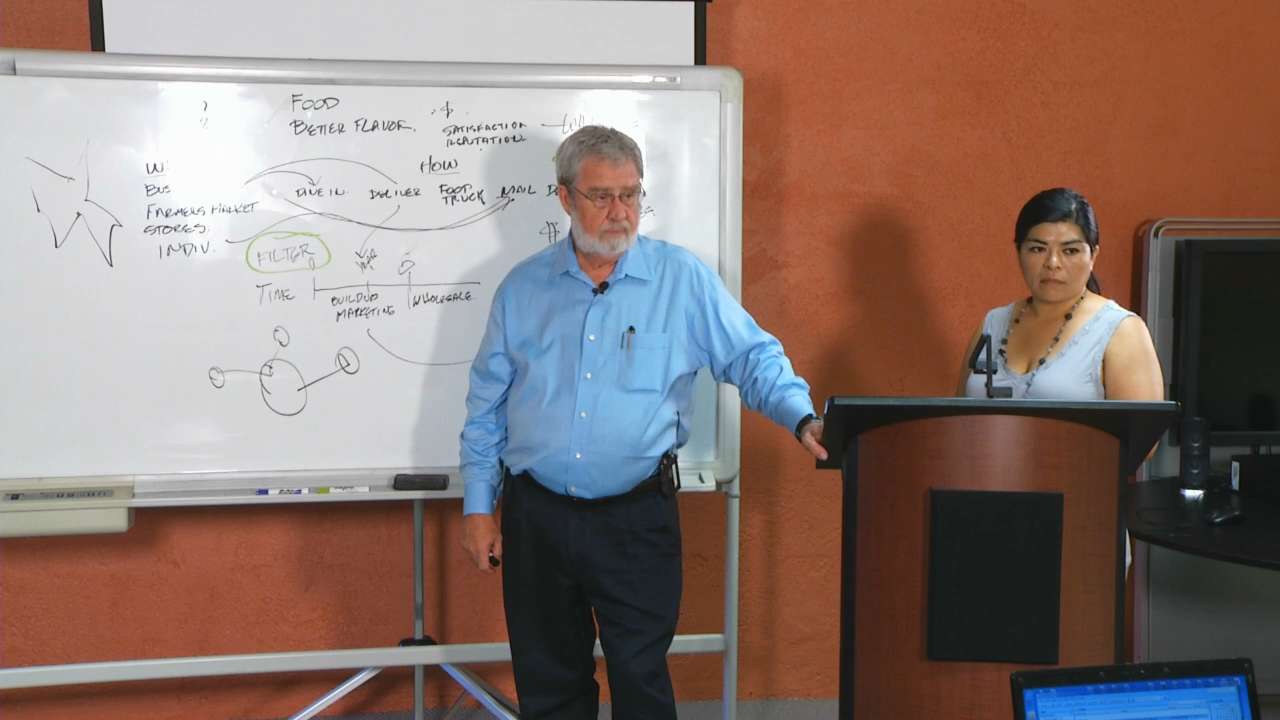 FOOD
BETTER FLAVOR.
$
SATISFACTION
REPUTATION.
W
HOW
BUS
DRIVE IN.
DELIVER
FOOD TRUCK
MAIL
FARMERS MARKET
STORES.
INDIV.
$
FILTER
TIME
BUILDUP
MARKETING
WHOLESALE.